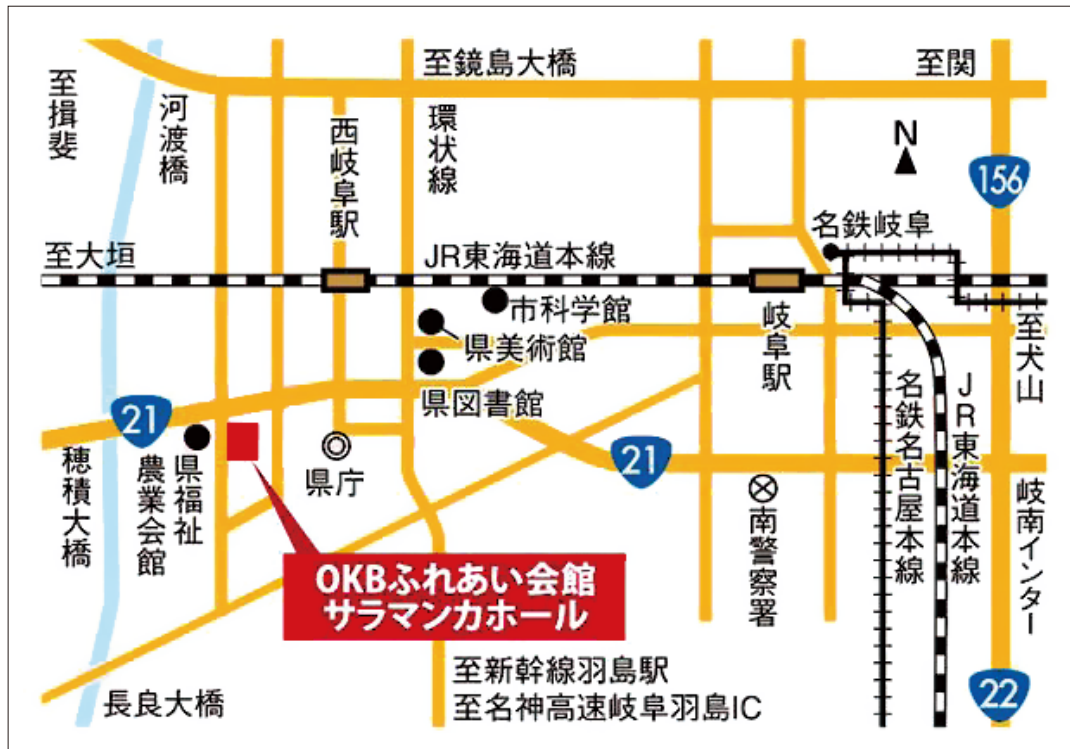 至鏡島大橋
至関
至揖斐
河渡橋
西岐阜駅
環状線
N
156
名鉄岐阜
至大垣
JR東海道本線
市科学館
県美術館
岐阜駅
至犬山
県図書館
21
21
穂積大橋
県福祉
農業会館
県庁
南警察署
名鉄名古屋本線
JR東海道本線
岐南インター
OKBふれあい会館
サラマンカホール
長良大橋
至新幹線羽島駅
至名神高速岐阜羽島IC
22